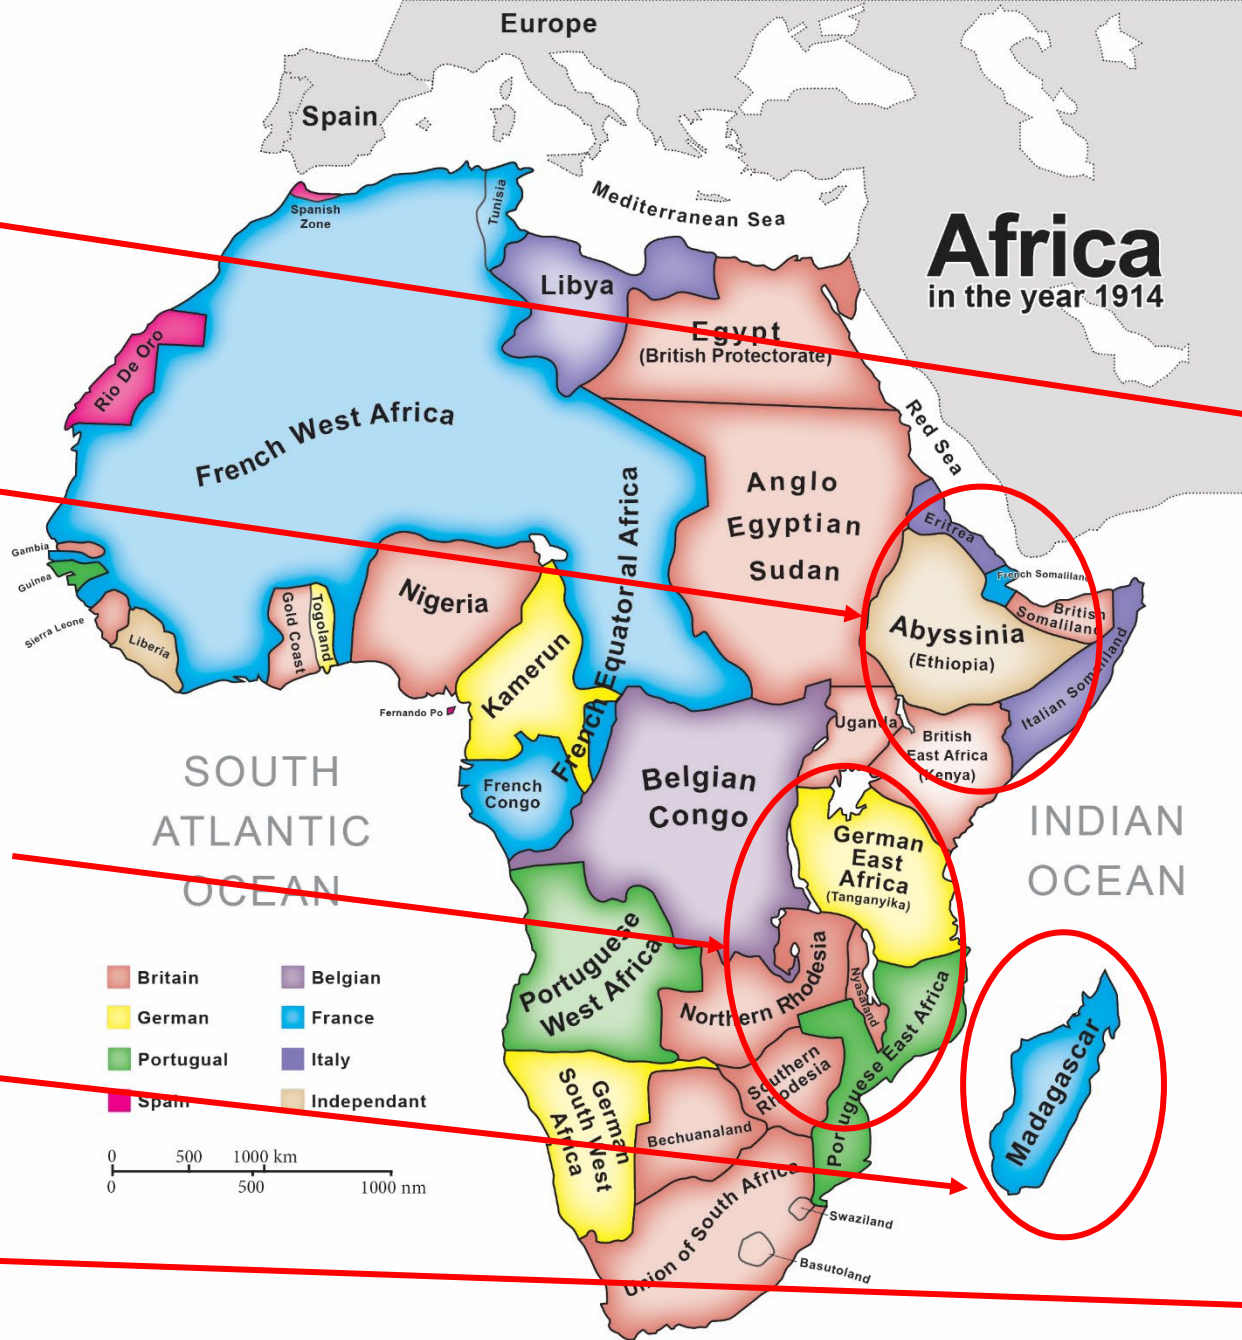 Europe
Spain
Mediterranean Sea
Africa
in the year 1914
Spanish
Zone
Tunisia
Libya
Egypt
(British Protectorate)
Rio De Oro
Red Sea
French West Africa
Anglo
Egyptian
Sudan
French Equatorial Africa
Eritrea
French Somaliland
British
Somaliland
Italian Somaliland
Abyssinia
(Ethiopia)
Gambia
Guinea
Sierra Leone
Liberia
Gold Coast
Togoland
Nigeria
Kamerun
Fernando Po
Uganda
British
East Africa
(Kenya)
Belgian
Congo
French
Congo
SOUTH
ATLANTIC
OCEAN
INDIAN
OCEAN
German
East
Africa
(Tanganyika)
Portuguese
West Africa
Northern Rhodesia
Nyasaland
Southern
Rhodesia
Portuguese East Africa
Madagascar
German
South West
Africa
Bechuanaland
Union of South Africa
Swaziland
Basutoland
Britain
German
Portugual
Spain
Belgian
France
Italy
Independant
0 500 1000 km
0 500 1000 nm